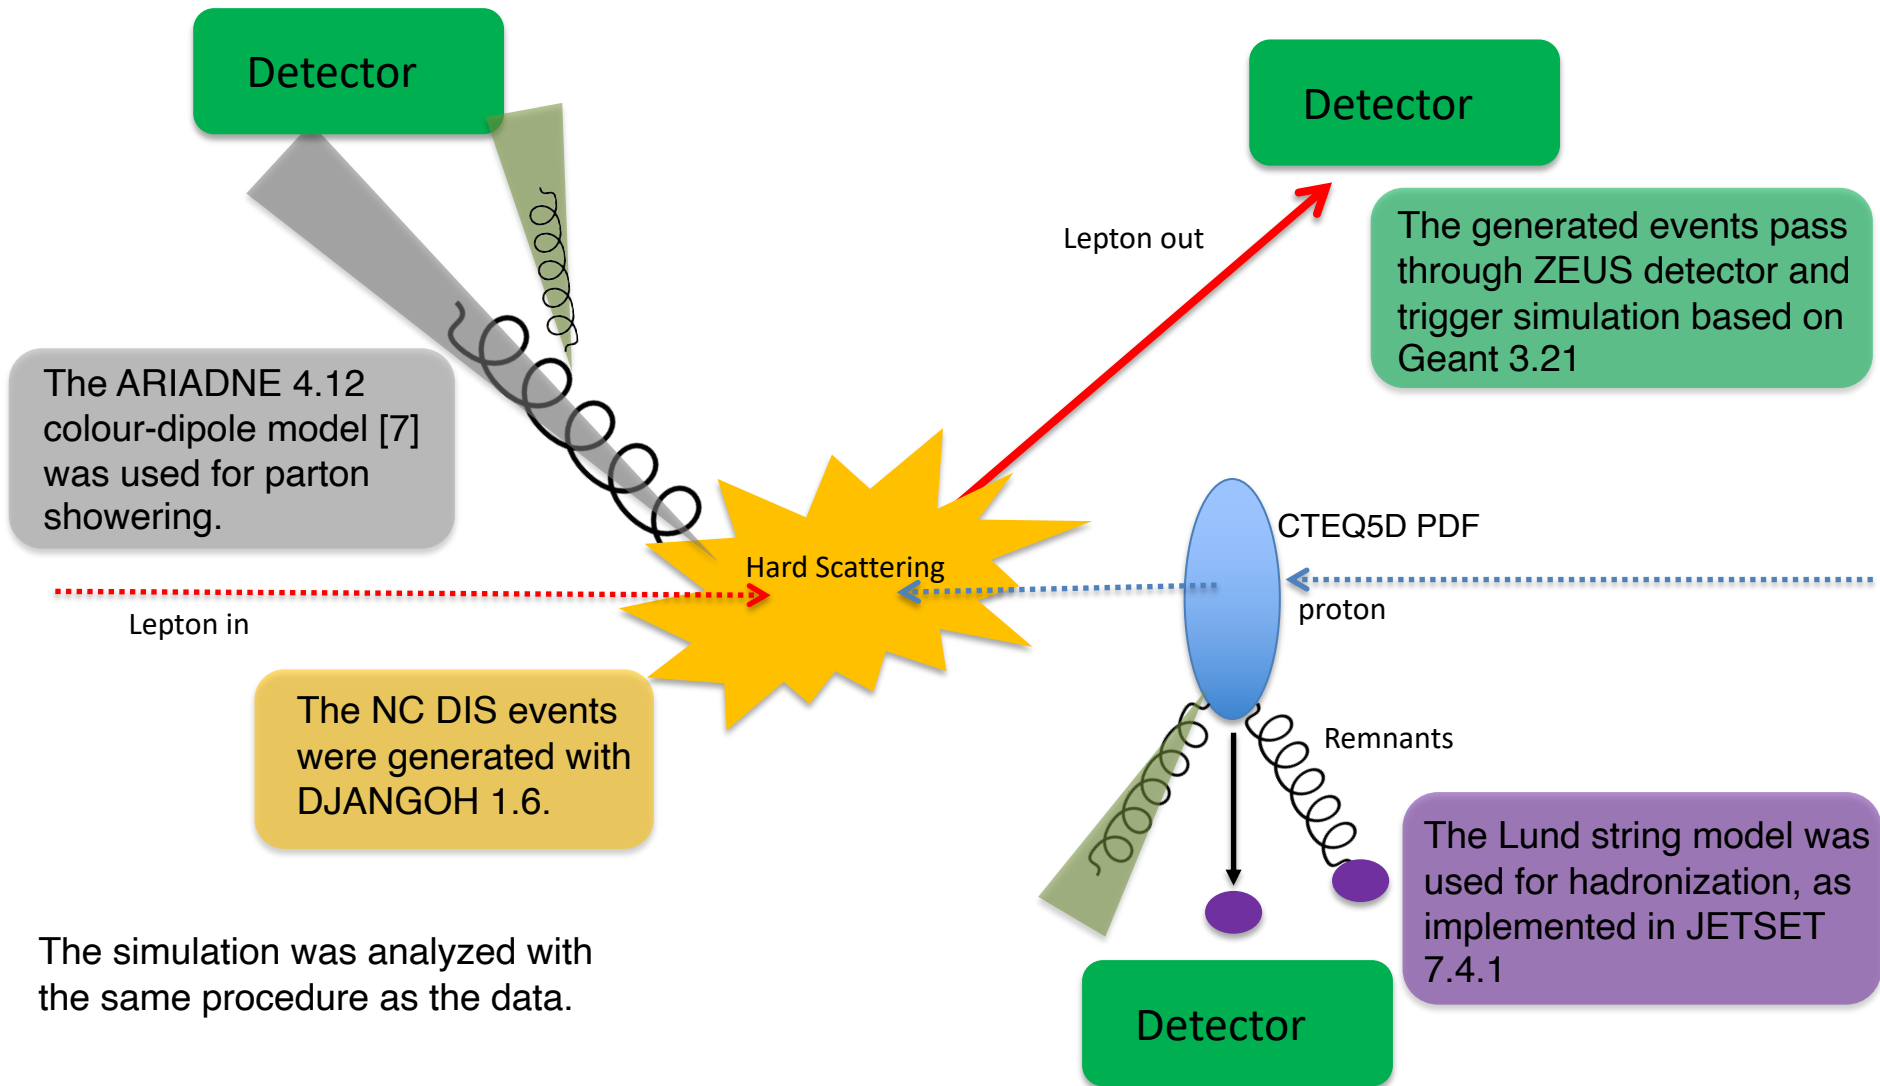 Detector
Detector
Lepton out
The generated events pass
through ZEUS detector and
trigger simulation based on
Geant 3.21
The ARIADNE 4.12
colour-dipole model [7]
was used for parton
showering.
CTEQ5D PDF
Hard Scattering
proton
Lepton in
The NC DIS events
were generated with
DJANGOH 1.6.
Remnants
The Lund string model was
used for hadronization, as
implemented in JETSET
7.4.1
The simulation was analyzed with
the same procedure as the data.
Detector